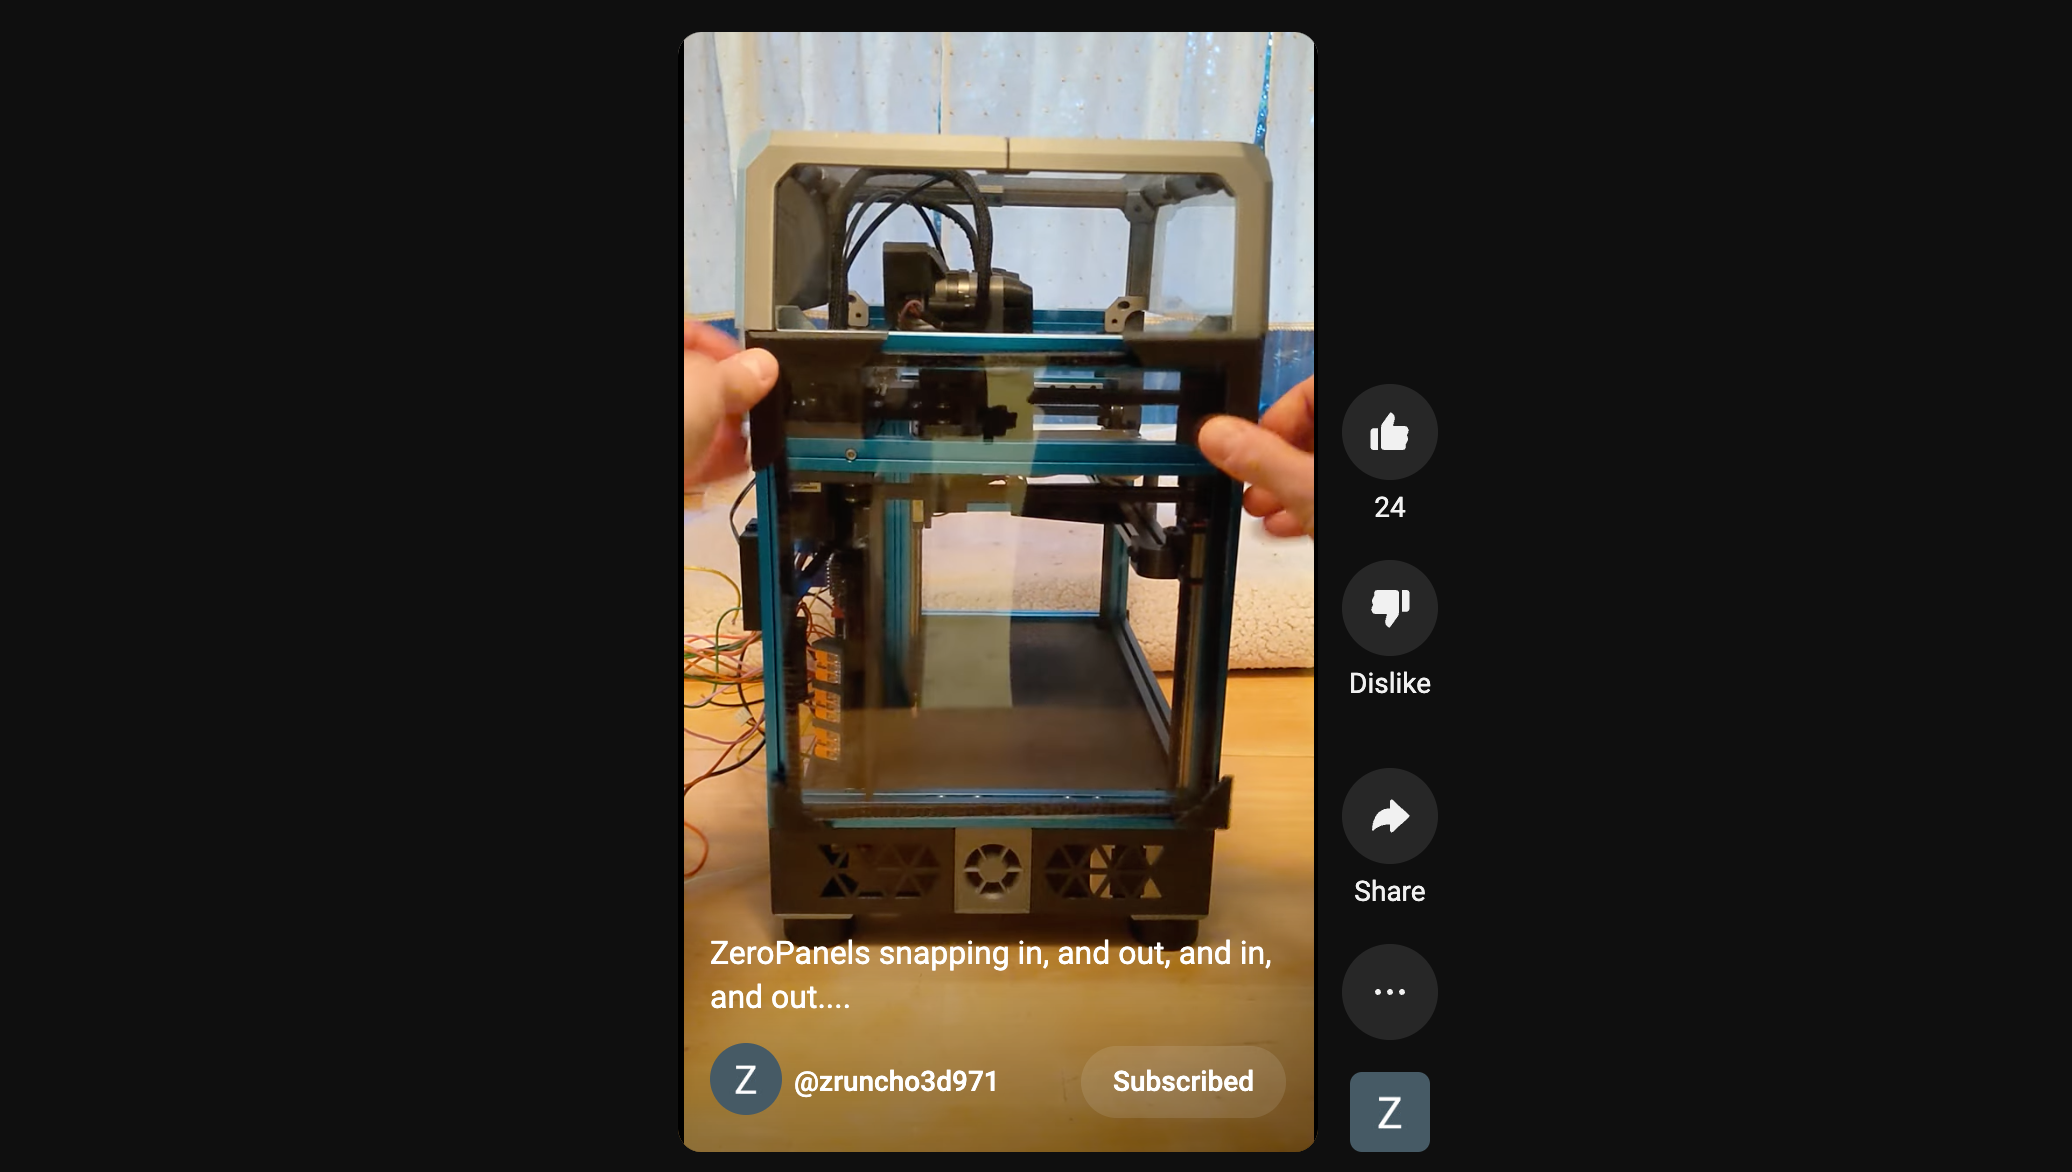 ZeroPanels snapping in, and out, and in,
and out....
Z
@zruncho3d971
Subscribed
24
Dislike
Share
Z